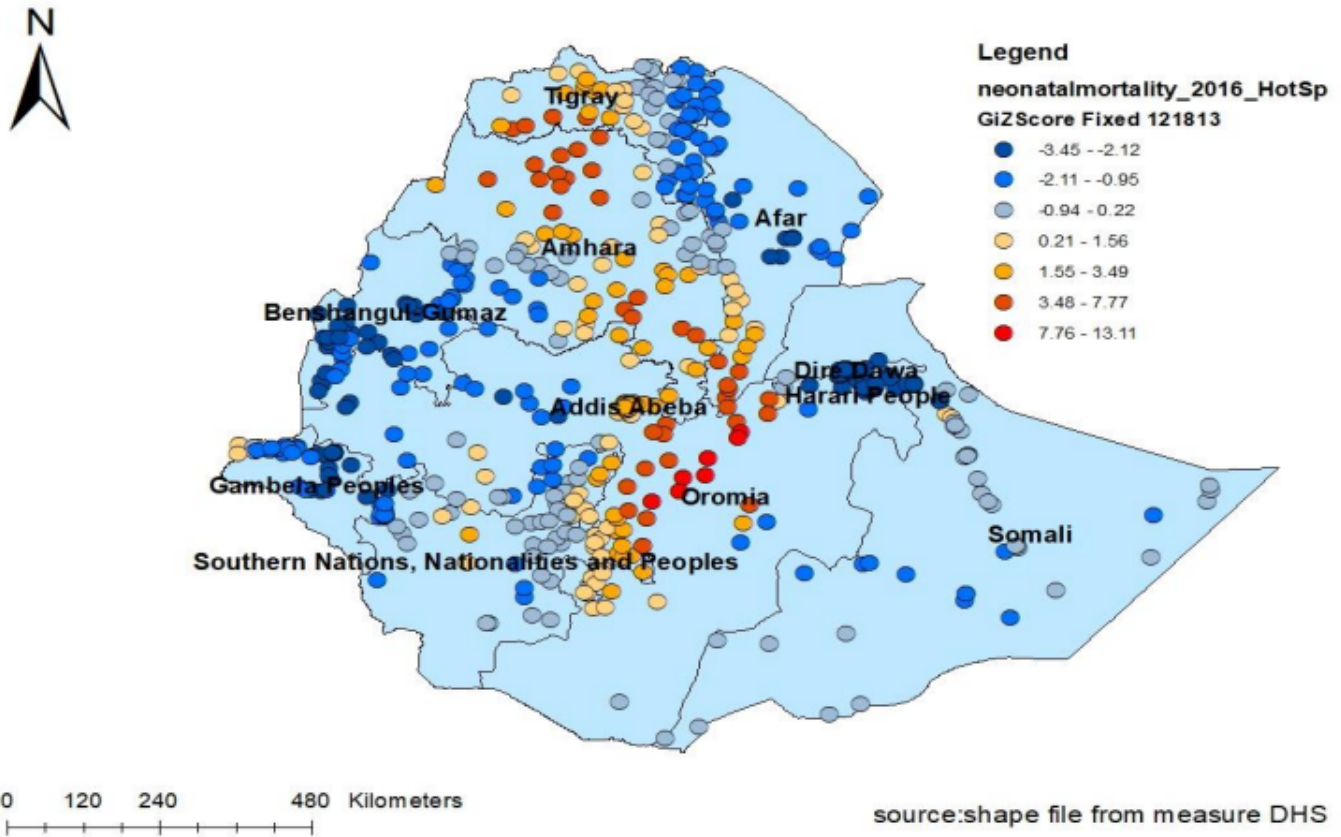 N
Legend
neonatalmortality_2016_HotSp
GiZScore Fixed 121813
-3.45 - -2.12
-2.11 - -0.95
-0.94 - 0.22
0.21 - 1.56
1.55 - 3.49
3.48 - 7.77
7.76 - 13.11
Tigray
Afar
Amhara
Benshangul-Gumaz
Dire Dawa
Harari People
Addis Abeba
Gambela Peoples
Oromia
Somali
Southern Nations, Nationalities and Peoples
0 120 240 480 Kilometers
source:shape file from measure DHS